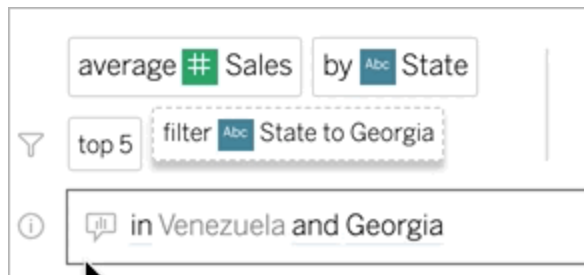 average # Sales by Abc State
top 5 filter Abc State to Georgia
in Venezuela and Georgia